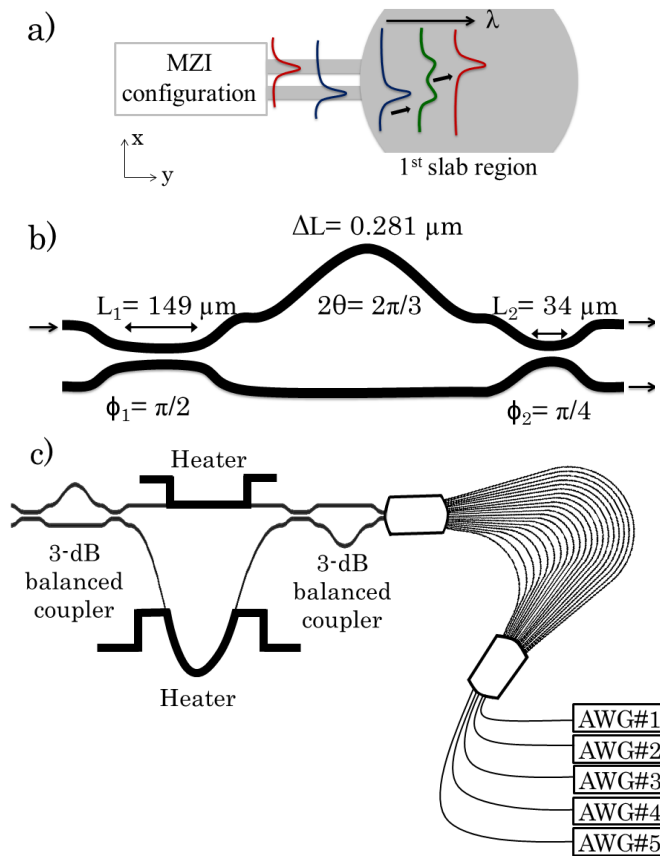 a)
MZI
configuration
λ
x
y
1st slab region
b)
ΔL= 0.281 µm
L1= 149 µm
2θ= 2π/3
L2= 34 µm
ϕ1= π/2
ϕ2= π/4
c)
Heater
3-dB
balanced
coupler
3-dB
balanced
coupler
Heater
AWG#1
AWG#2
AWG#3
AWG#4
AWG#5